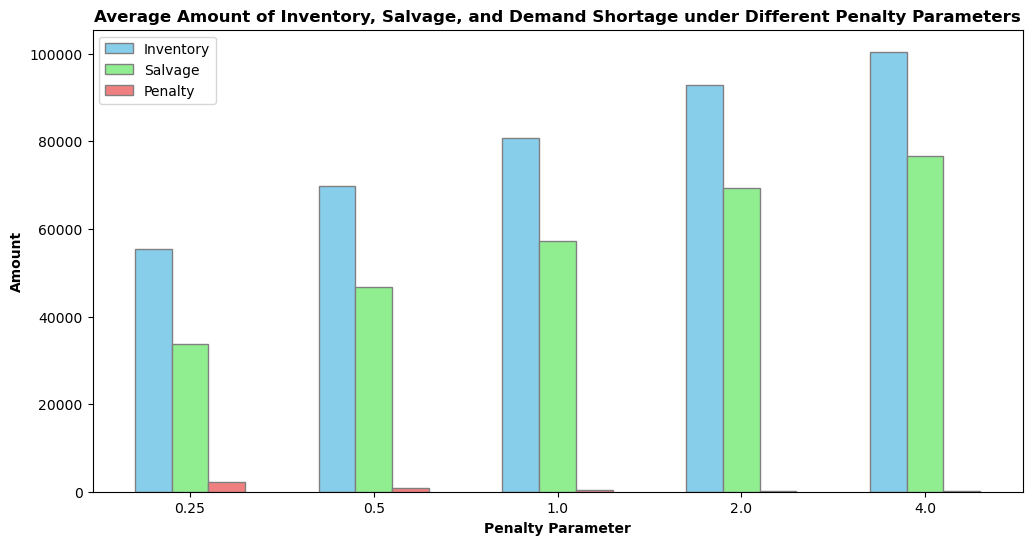 Average Amount of Inventory, Salvage, and Demand Shortage under Different Penalty Parameters
Inventory
Salvage
Penalty
100000
80000
60000
40000
20000
0
Amount
0.25
0.5
1.0
2.0
4.0
Penalty Parameter